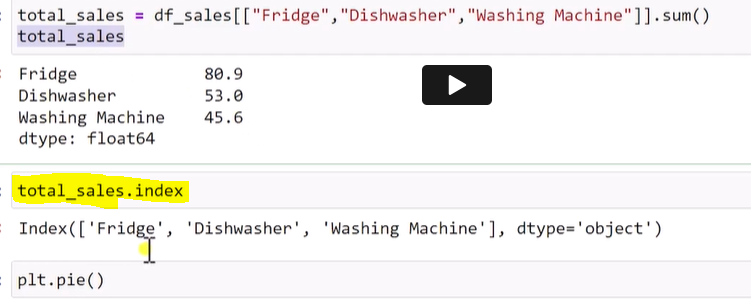 total_sales = df_sales[["Fridge","Dishwasher","Washing Machine"]].sum()
total_sales
Fridge 80.9
Dishwasher 53.0
Washing Machine 45.6
dtype: float64
total_sales.index
Index(['Fridge', 'Dishwasher', 'Washing Machine'], dtype='object')
plt.pie()